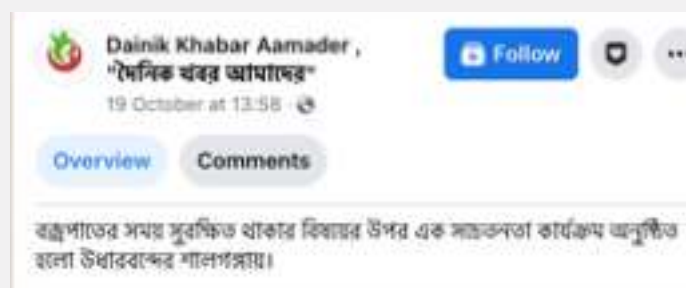 Dainik Khabar Aamader ,
"দৈনিক খবর আমাদের"
Follow
19 October at 13:58
Overview
Comments
বজ্রপাতের সময় সুরক্ষিত থাকার বিষয়ের উপর এক সচেতনতা কার্যক্রম অনুষ্ঠিত
হলো উধারবন্দের শালগঙ্গায়।